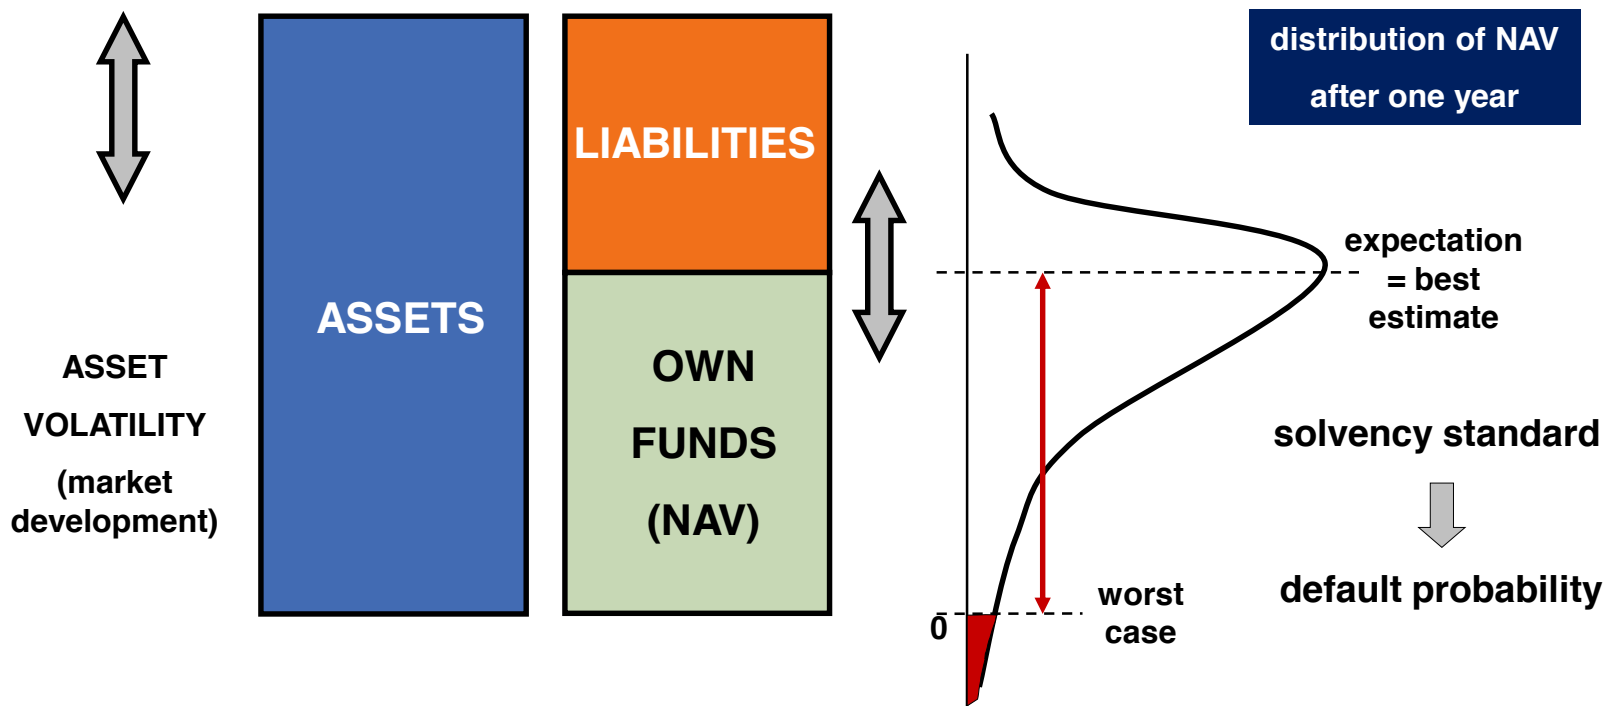 ASSET
VOLATILITY
(market
development)
ASSETS
LIABILITIES
OWN
FUNDS
(NAV)
distribution of NAV
after one year
expectation
= best
estimate
solvency standard
default probability
worst
case
0